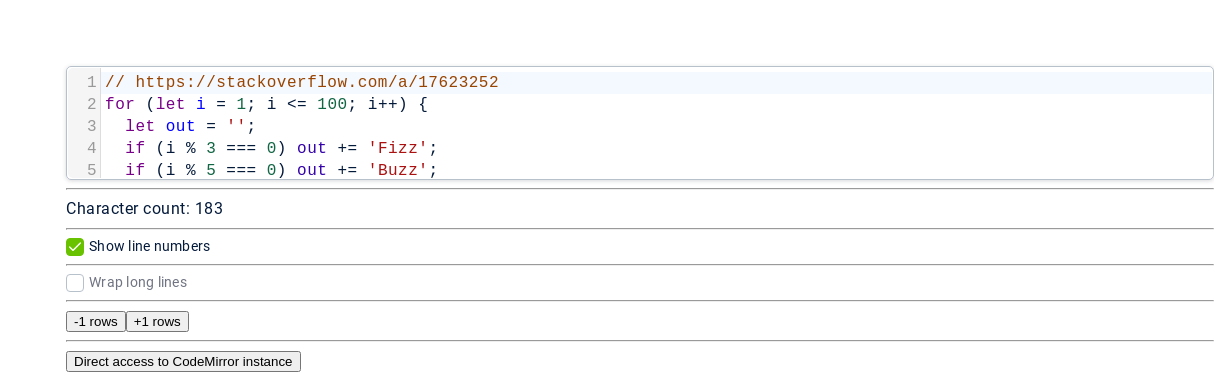 1 // https://stackoverflow.com/a/17623252
2 for (let i = 1; i <= 100; i++) {
3   let out = '';
4   if (i % 3 === 0) out += 'Fizz';
5   if (i % 5 === 0) out += 'Buzz';
Character count: 183
Show line numbers
Wrap long lines
-1 rows +1 rows
Direct access to CodeMirror instance